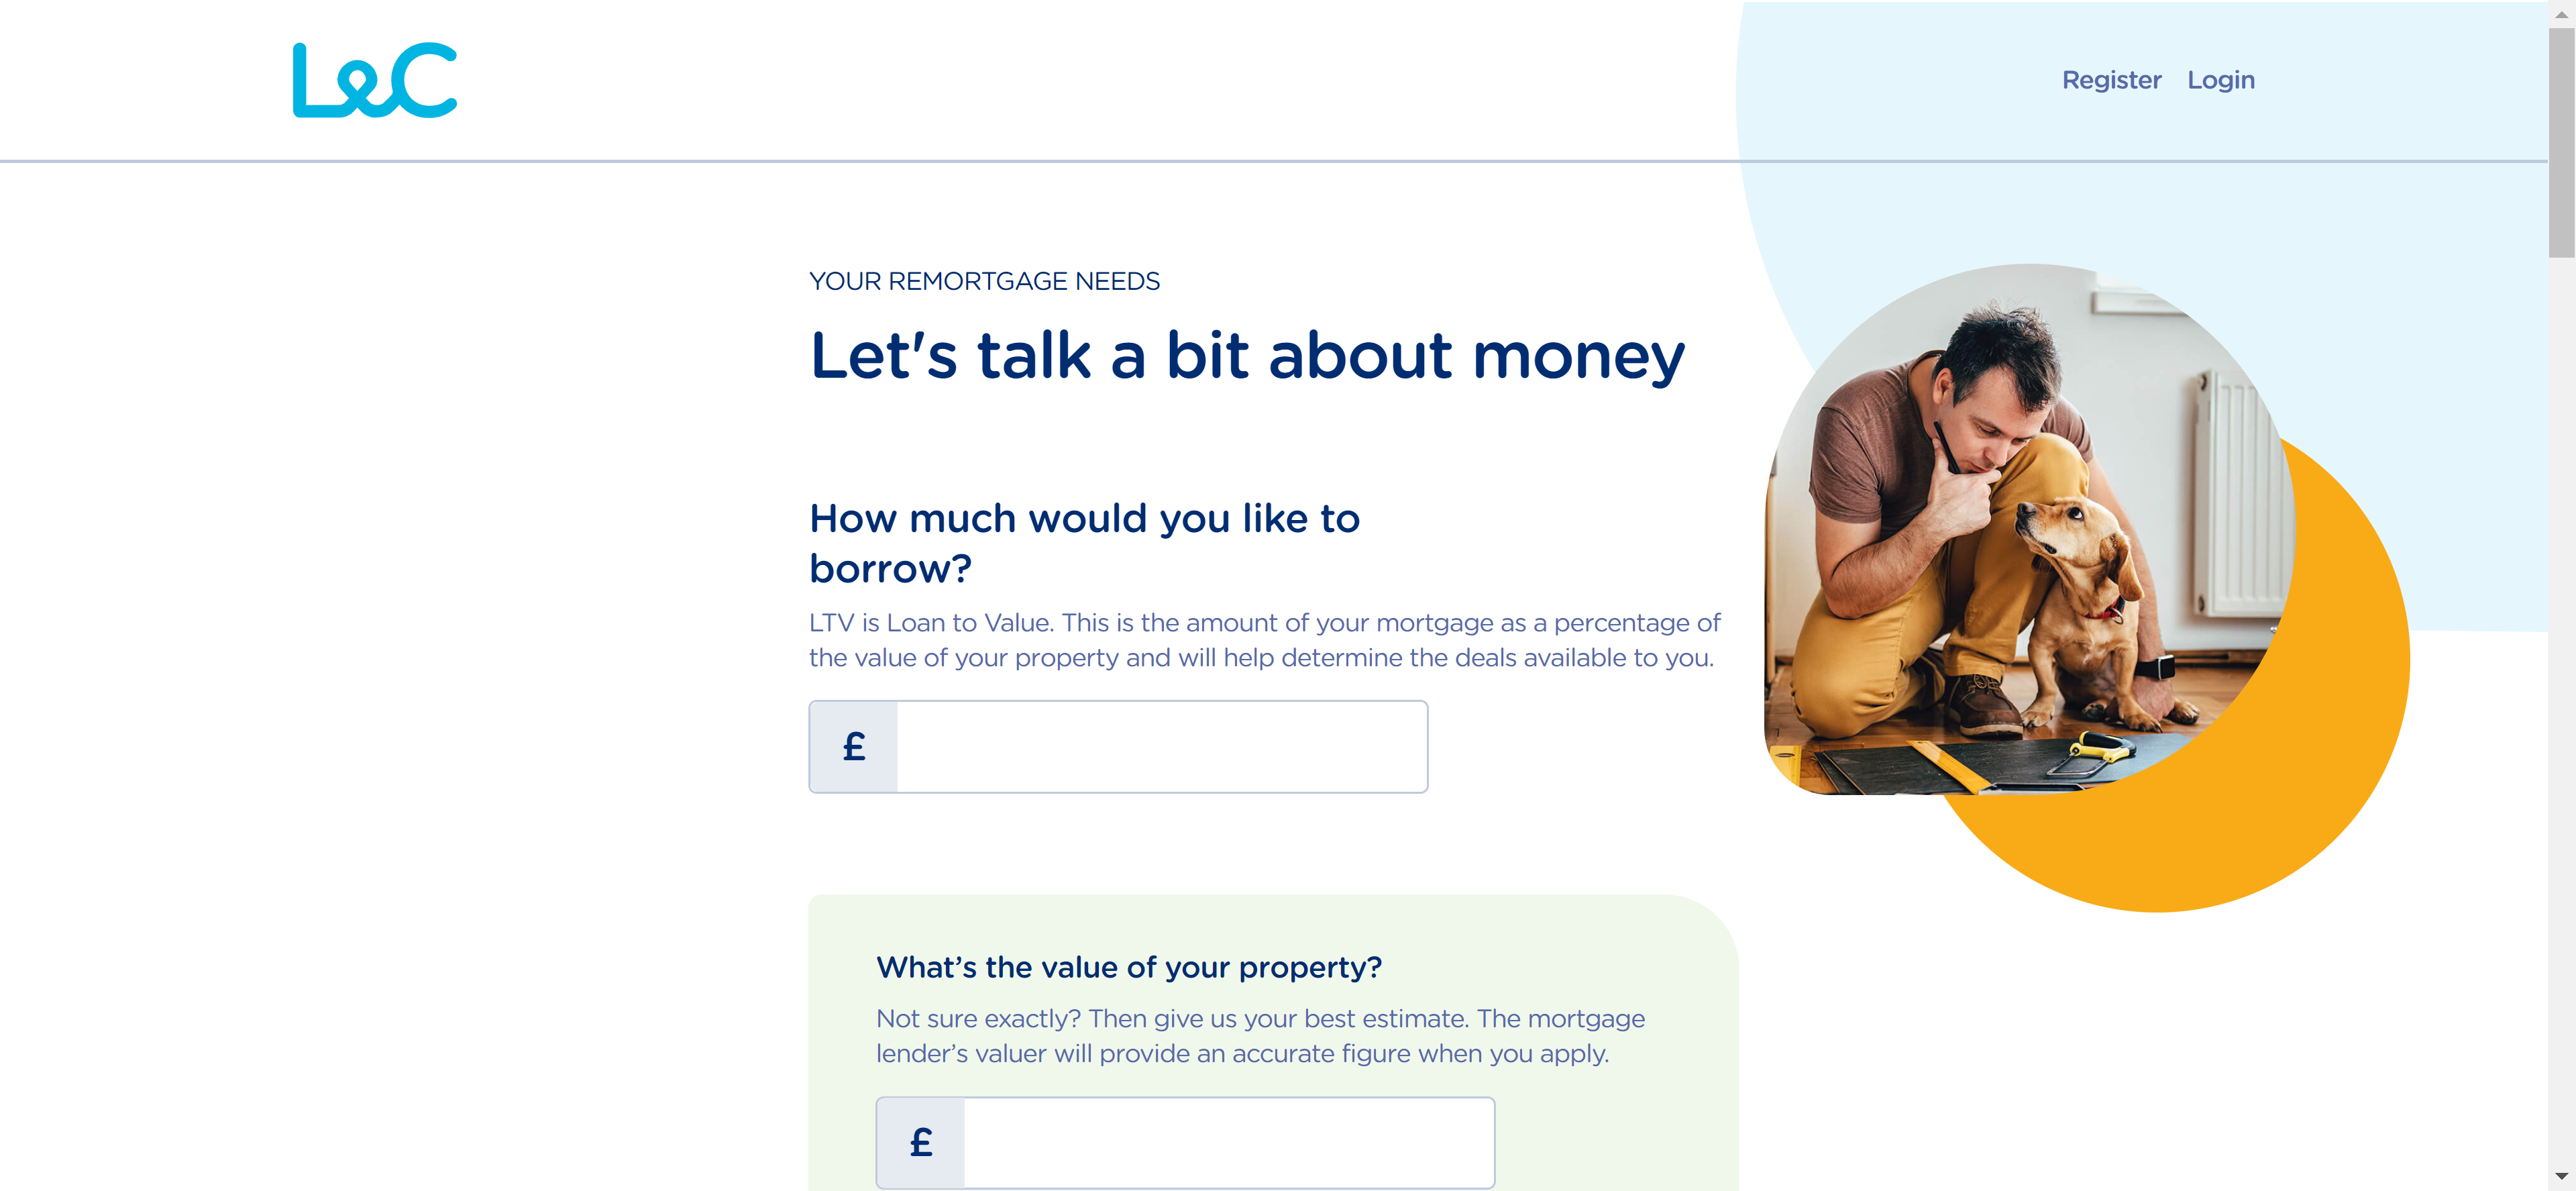 L&C
Register Login
YOUR REMORTGAGE NEEDS
Let's talk a bit about money
How much would you like to
borrow?
LTV is Loan to Value. This is the amount of your mortgage as a percentage of
the value of your property and will help determine the deals available to you.
£
What’s the value of your property?
Not sure exactly? Then give us your best estimate. The mortgage
lender’s valuer will provide an accurate figure when you apply.
£